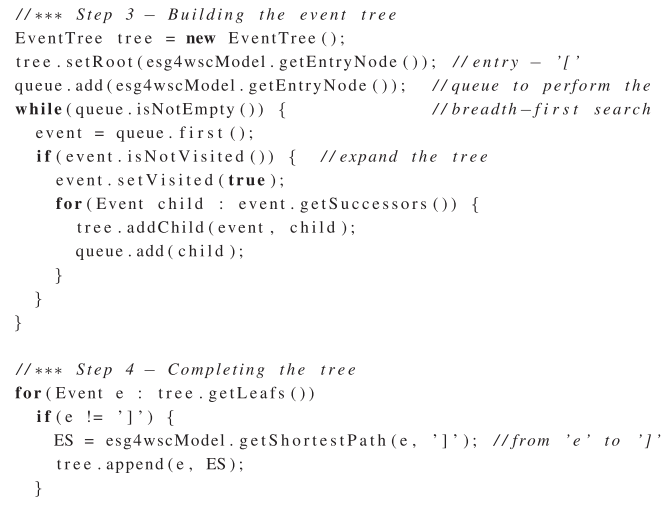 //*** Step 3 – Building the event tree
EventTree tree = new EventTree();
tree.setRoot(esg4wscModel.getEntryNode()); //entry – '['
queue.add(esg4wscModel.getEntryNode()); //queue to perform the
while(queue.isNotEmpty()) { //breadth–first search
event = queue.first();
if(event.isNotVisited()) { //expand the tree
event.setVisited(true);
for(Event child : event.getSuccessors()) {
tree.addChild(event, child);
queue.add(child);
}
}
}
//*** Step 4 – Completing the tree
for(Event e : tree.getLeafs())
if(e != ']') {
ES = esg4wscModel.getShortestPath(e, ']'); //from 'e' to ']'
tree.append(e, ES);
}